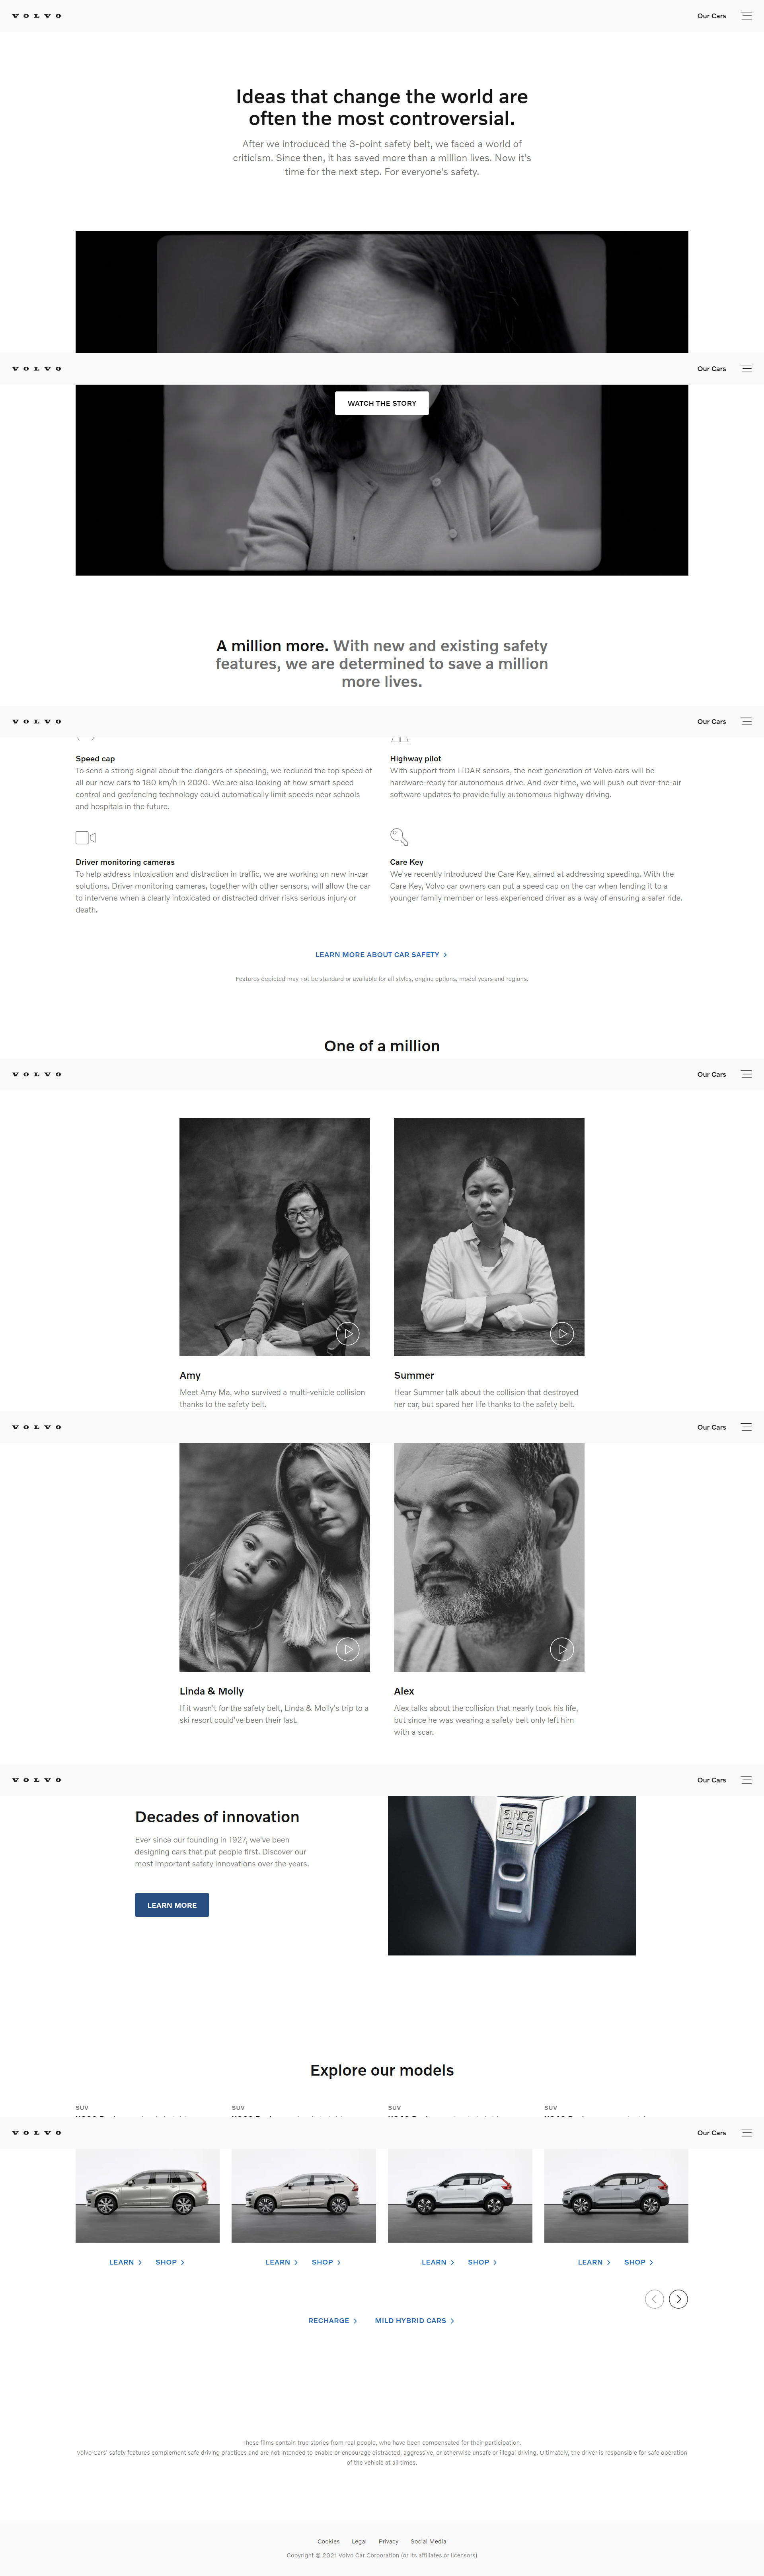 VOLVO
Our Cars
Ideas that change the world are
often the most controversial.
After we introduced the 3-point safety belt, we faced a world of
criticism. Since then, it has saved more than a million lives. Now it's
time for the next step. For everyone's safety.
VOLVO
Our Cars
WATCH THE STORY
A million more. With new and existing safety
features, we are determined to save a million
more lives.
VOLVO
Our Cars
Speed cap
To send a strong signal about the dangers of speeding, we reduced the top speed of
all our new cars to 180 km/h in 2020. We are also looking at how smart speed
control and geofencing technology could automatically limit speeds near schools
and hospitals in the future.
Highway pilot
With support from LiDAR sensors, the next generation of Volvo cars will be
hardware-ready for autonomous drive. And over time, we will push out over-the-air
software updates to provide fully autonomous highway driving.
Driver monitoring cameras
To help address intoxication and distraction in traffic, we are working on new in-car
solutions. Driver monitoring cameras, together with other sensors, will allow the car
to intervene when a clearly intoxicated or distracted driver risks serious injury or
death.
Care Key
We've recently introduced the Care Key, aimed at addressing speeding. With the
Care Key, Volvo car owners can put a speed cap on the car when lending it to a
younger family member or less experienced driver as a way of ensuring a safer ride.
LEARN MORE ABOUT CAR SAFETY
Features depicted may not be standard or available for all styles, engine options, model years and regions.
One of a million
VOLVO
Our Cars
Amy
Meet Amy Ma, who survived a multi-vehicle collision
thanks to the safety belt.
Summer
Hear Summer talk about the collision that destroyed
her car, but spared her life thanks to the safety belt.
VOLVO
Our Cars
Linda & Molly
If it wasn't for the safety belt, Linda & Molly's trip to a
ski resort could've been their last.
Alex
Alex talks about the collision that nearly took his life,
but since he was wearing a safety belt only left him
with a scar.
VOLVO
Our Cars
Decades of innovation
Ever since our founding in 1927, we've been
designing cars that put people first. Discover our
most important safety innovations over the years.
LEARN MORE
SINCE
1959
Explore our models
SUV
SUV
SUV
SUV
VOLVO
Our Cars
LEARN SHOP
LEARN SHOP
LEARN SHOP
LEARN SHOP
RECHARGE MILD HYBRID CARS
These films contain true stories from real people, who have been compensated for their participation.
Volvo Cars' safety features complement safe driving practices and are not intended to enable or encourage distracted, aggressive, or otherwise unsafe or illegal driving. Ultimately, the driver is responsible for safe operation
of the vehicle at all times.
Cookies Legal Privacy Social Media
Copyright © 2021 Volvo Car Corporation (or its affiliates or licensors)